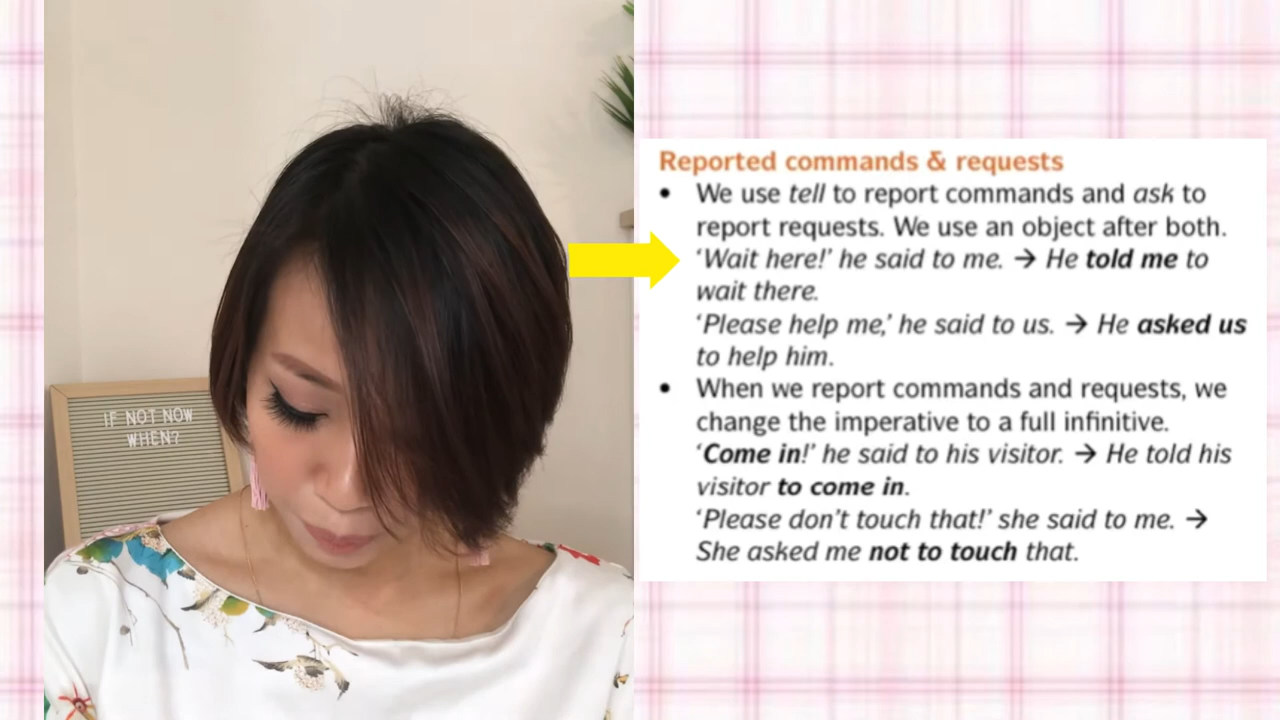 IF NOT NOW
WHEN?
Reported commands & requests
• We use tell to report commands and ask to
report requests. We use an object after both.
‘Wait here!’ he said to me. → He told me to
wait there.
‘Please help me,’ he said to us. → He asked us
to help him.
• When we report commands and requests, we
change the imperative to a full infinitive.
‘Come in!’ he said to his visitor. → He told his
visitor to come in.
‘Please don’t touch that!’ she said to me. →
She asked me not to touch that.